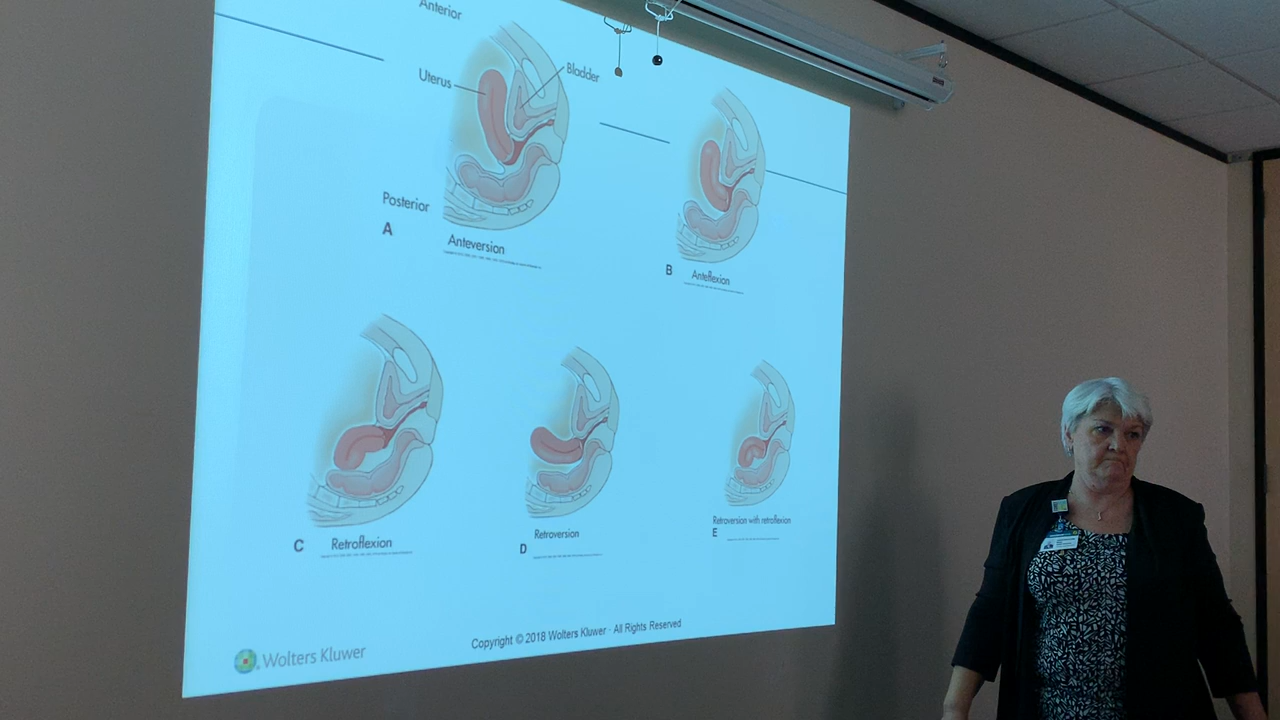 Anterior
Uterus
Bladder
Posterior
A
Anteversion
B
Anteflexion
C
Retroflexion
D
Retroversion
Retroversion with retroflexion
E
Copyright © 2018 Wolters Kluwer · All Rights Reserved
Wolters Kluwer